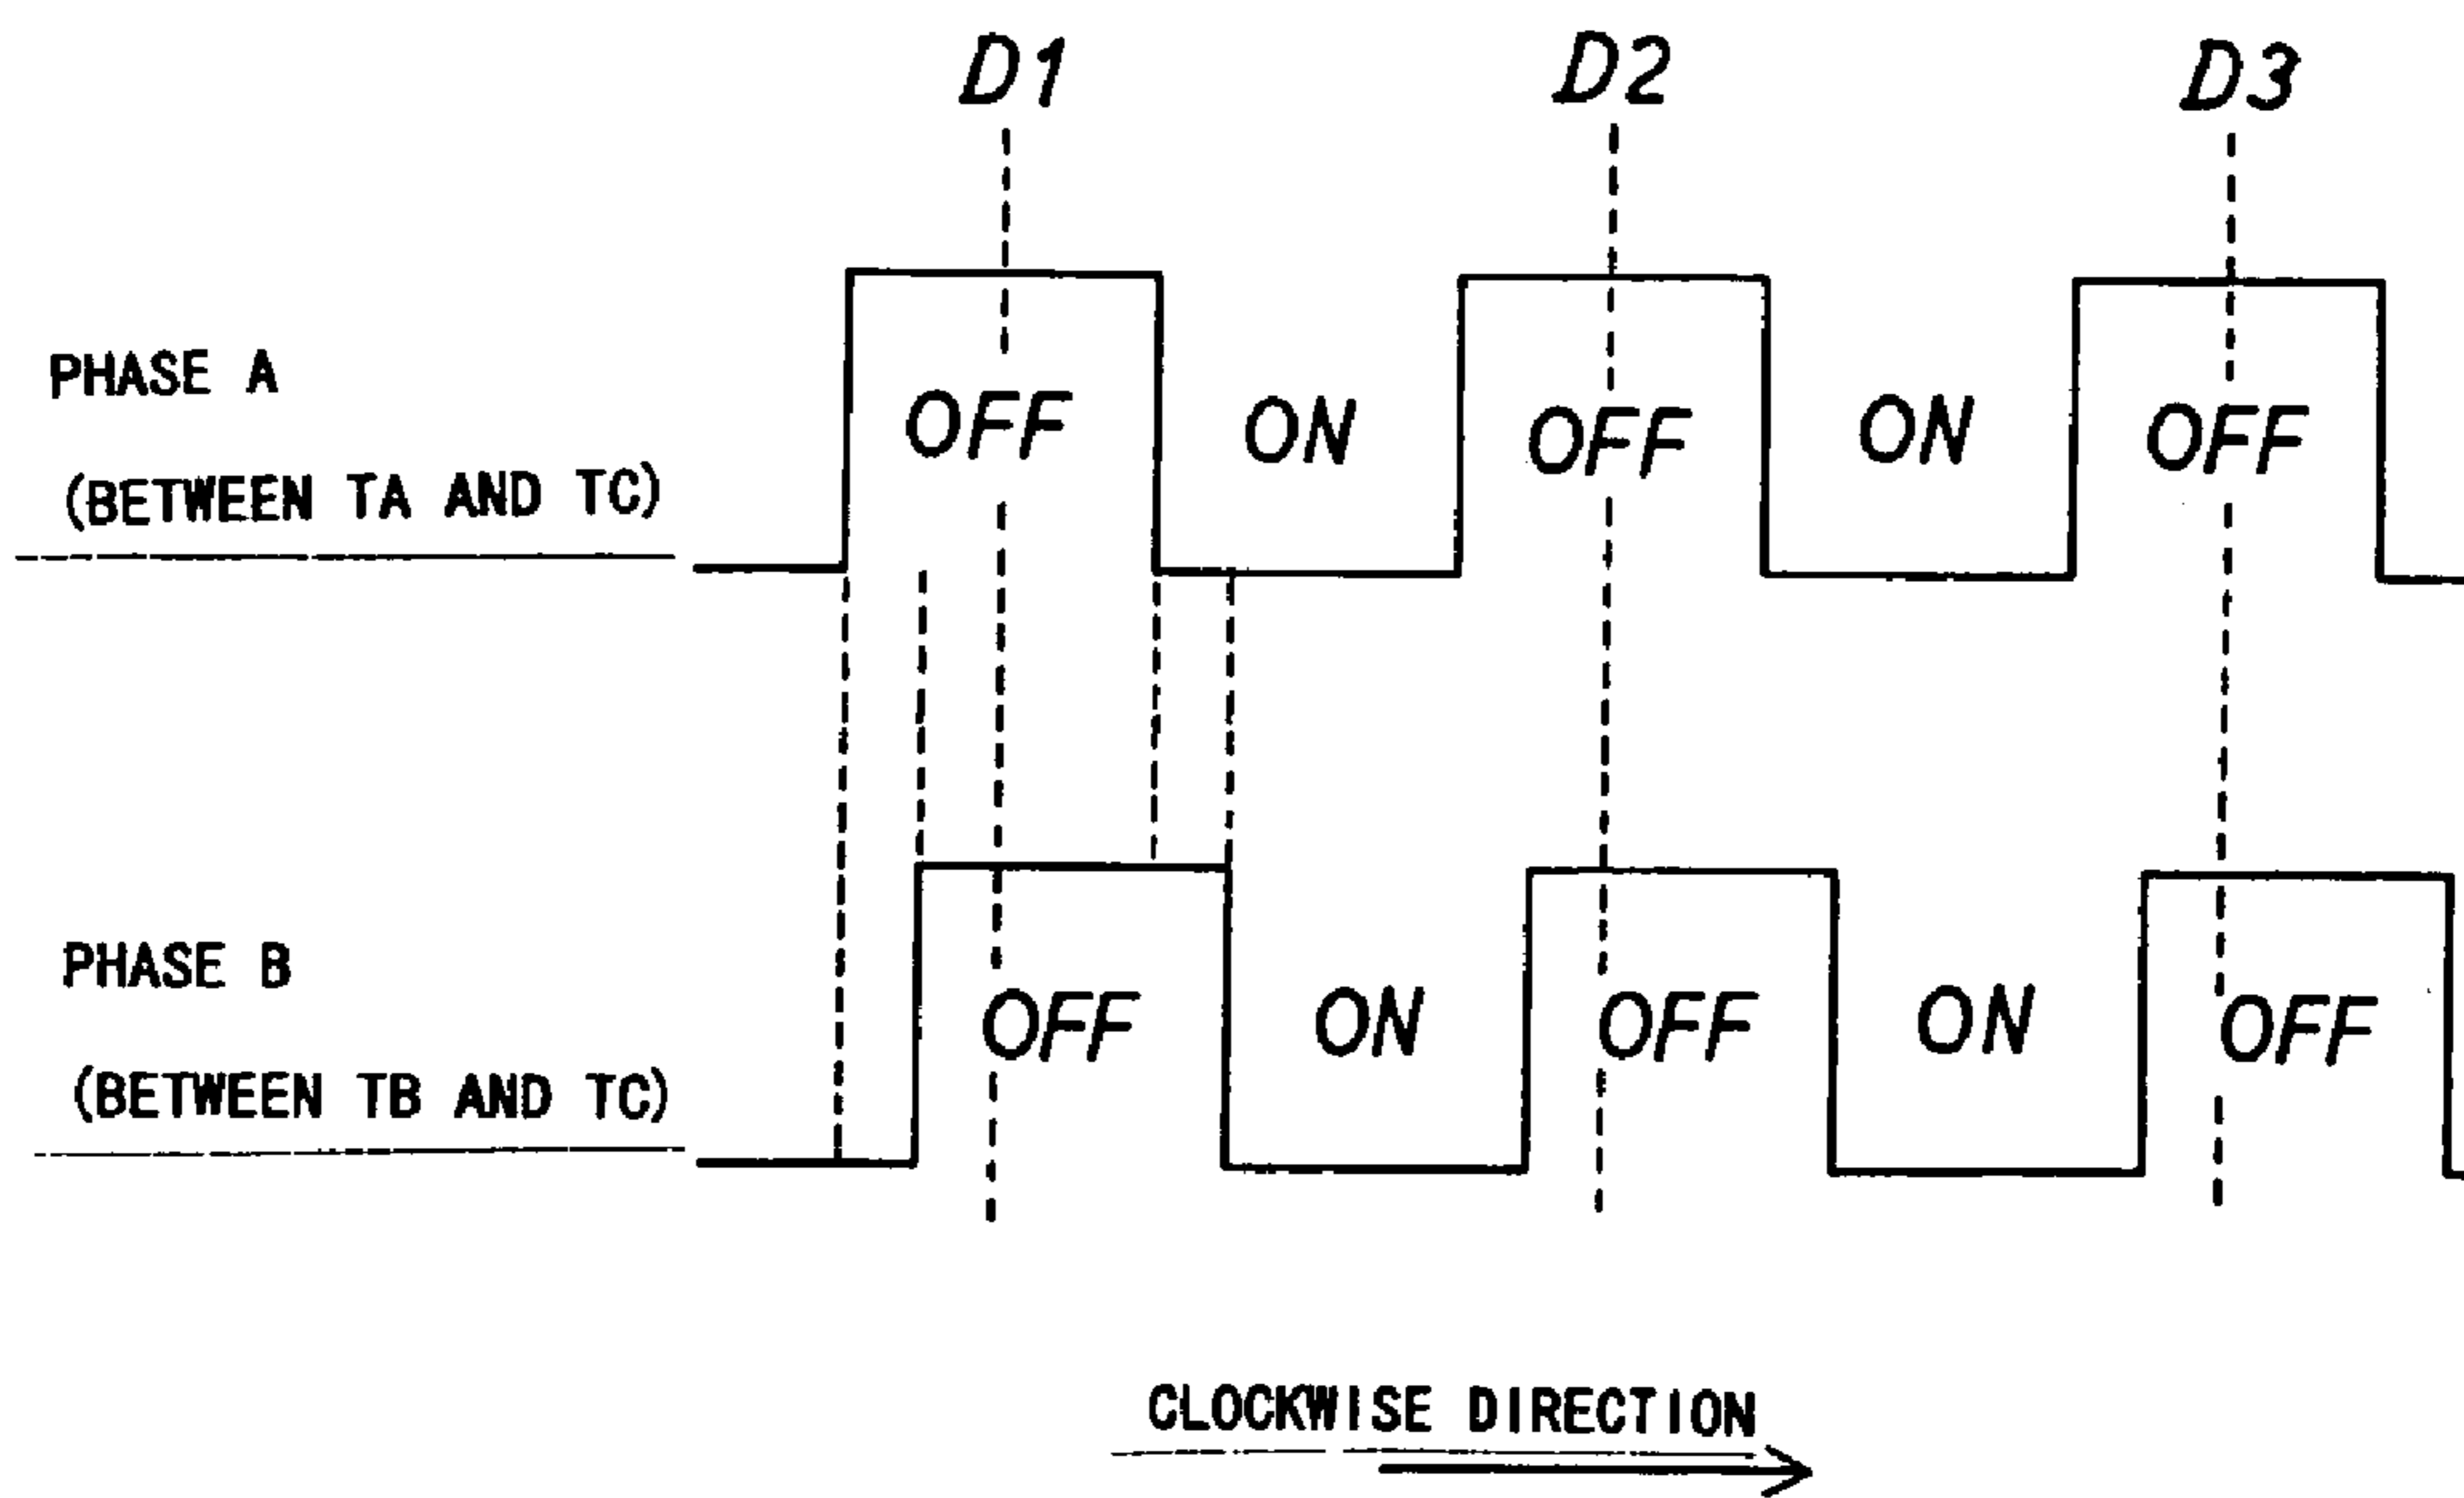 D1 D2 D3
PHASE A
(BETWEEN TA AND TC)
OFF ON OFF ON OFF
PHASE B
(BETWEEN TB AND TC)
OFF ON OFF ON OFF
CLOCKWISE DIRECTION